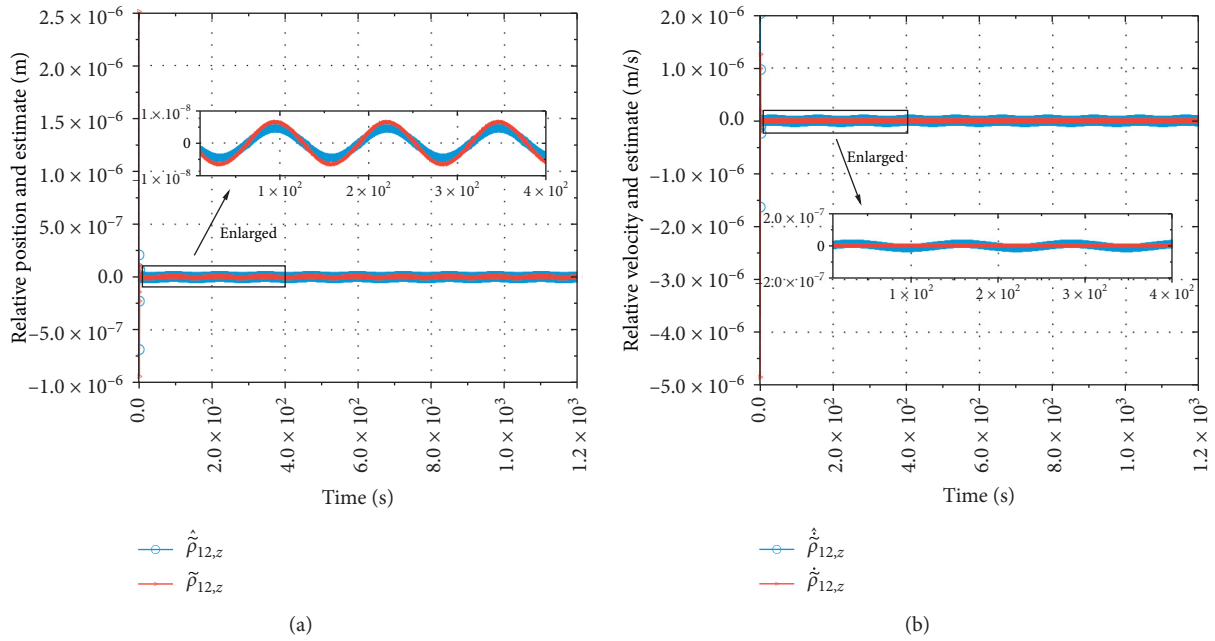 Relative position and estimate (m)
2.5 × 10⁻⁶
2.0 × 10⁻⁶
1.5 × 10⁻⁶
1.0 × 10⁻⁶
5.0 × 10⁻⁷
0.0
–5.0 × 10⁻⁷
–1.0 × 10⁻⁶
1 × 10⁻⁸
0
–1 × 10⁻⁸
1 × 10²
2 × 10²
3 × 10²
4 × 10²
Enlarged
0.0
2.0 × 10²
4.0 × 10²
6.0 × 10²
8.0 × 10²
1.0 × 10³
1.2 × 10³
Time (s)
ρ̃̂₁₂,z
ρ̃₁₂,z
(a)
Relative velocity and estimate (m/s)
2.0 × 10⁻⁶
1.0 × 10⁻⁶
0.0
–1.0 × 10⁻⁶
–2.0 × 10⁻⁶
–3.0 × 10⁻⁶
–4.0 × 10⁻⁶
–5.0 × 10⁻⁶
Enlarged
2.0 × 10⁻⁷
0
–2.0 × 10⁻⁷
1 × 10²
2 × 10²
3 × 10²
4 × 10²
0.0
2.0 × 10²
4.0 × 10²
6.0 × 10²
8.0 × 10²
1.0 × 10³
1.2 × 10³
Time (s)
ρ̃̇̂₁₂,z
ρ̃̇₁₂,z
(b)